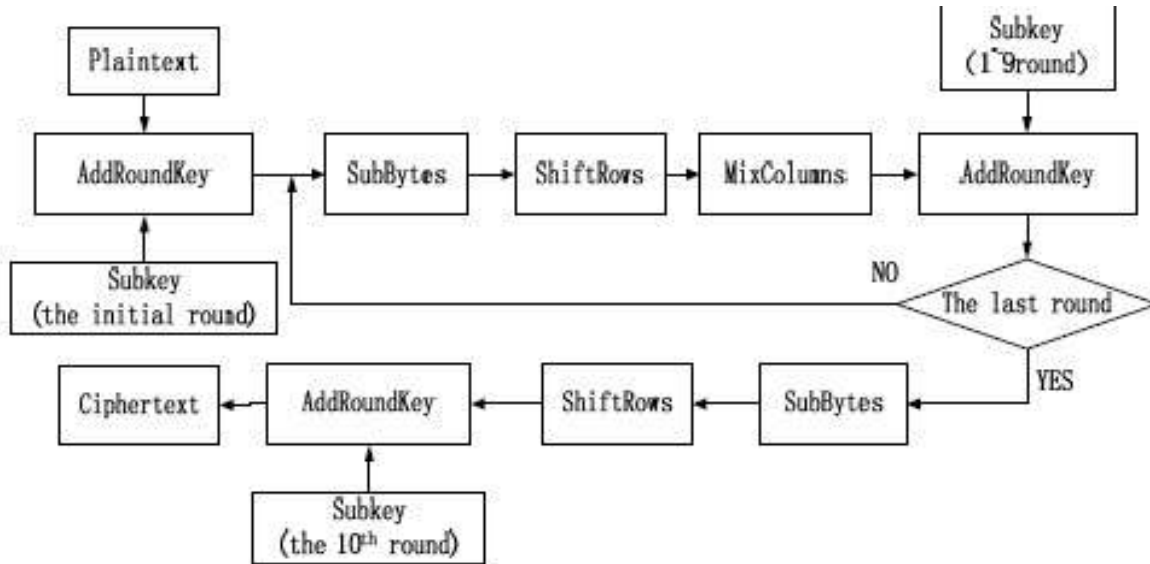 Plaintext
Subkey
(1~9round)
AddRoundKey
SubBytes
ShiftRows
MixColumns
AddRoundKey
Subkey
(the initial round)
NO
The last round
YES
Ciphertext
AddRoundKey
ShiftRows
SubBytes
Subkey
(the 10th round)